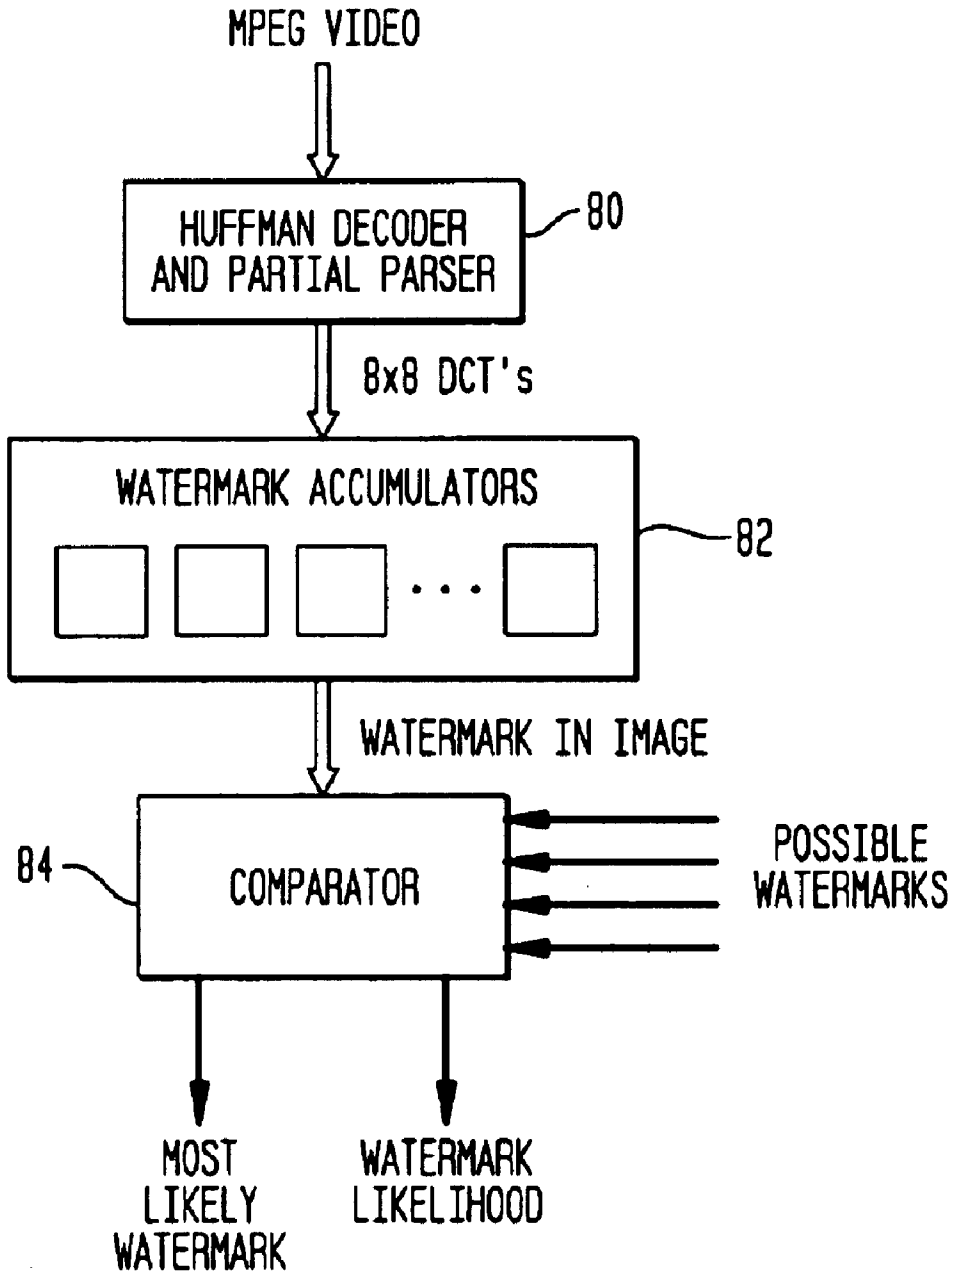 MPEG VIDEO
HUFFMAN DECODER
AND PARTIAL PARSER
80
8x8 DCT's
WATERMARK ACCUMULATORS
82
WATERMARK IN IMAGE
84
COMPARATOR
POSSIBLE
WATERMARKS
MOST
LIKELY
WATERMARK
WATERMARK
LIKELIHOOD